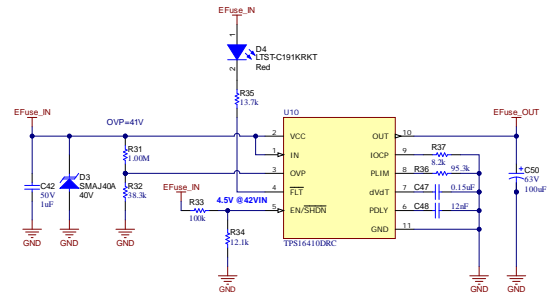 EFuse_IN
1
D4
LTST-C191KRKT
Red
2
R35
13.7k
EFuse_IN
OVP=41V
U10
EFuse_OUT
2 VCC OUT 10
1 IN IOCP 9
R37
8.2k
R31
1.00M
3 OVP PLIM 8
R36 95.3k
C42
50V
1uF
D3
SMAJ40A
40V
R32
38.3k
EFuse_IN
4 FLT dVdT 7
C47 0.15uF
4.5V @42VIN
C50
63V
100uF
R33
100k
5 EN/SHDN PDLY 6
C48 12nF
GND 11
R34
12.1k
TPS16410DRC
GND
GND
GND
GND
GND
GND